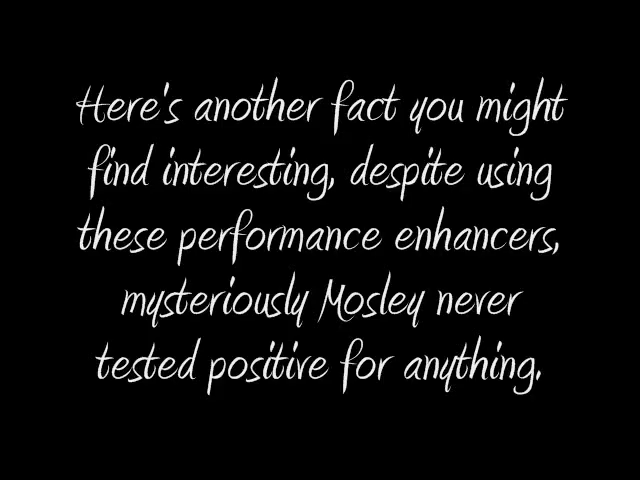 Here's another fact you might
find interesting, despite using
these performance enhancers,
mysteriously Mosley never
tested positive for anything.